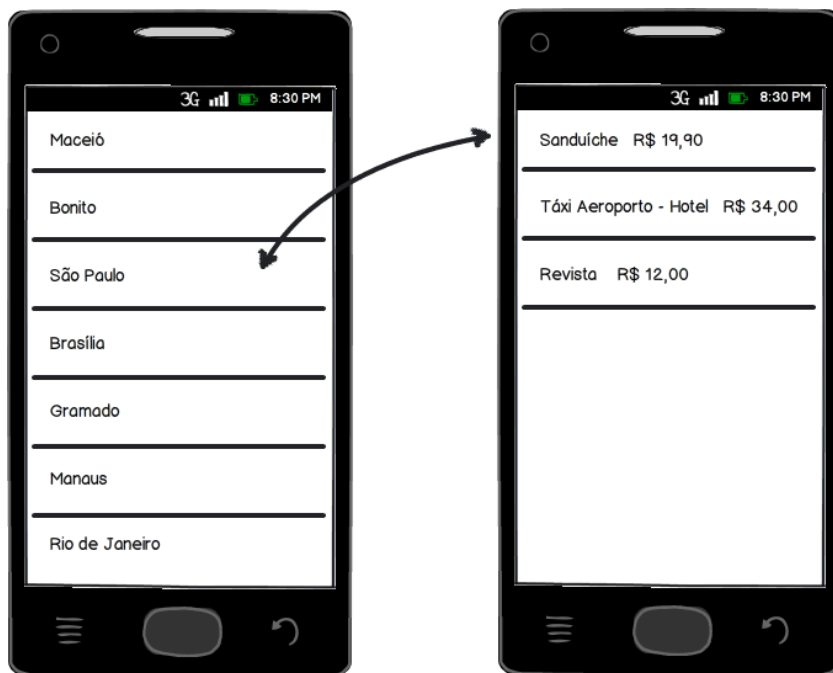 3G 8:30 PM
Maceió
Bonito
São Paulo
Brasília
Gramado
Manaus
Rio de Janeiro
3G 8:30 PM
Sanduíche R$ 19,90
Táxi Aeroporto - Hotel R$ 34,00
Revista R$ 12,00